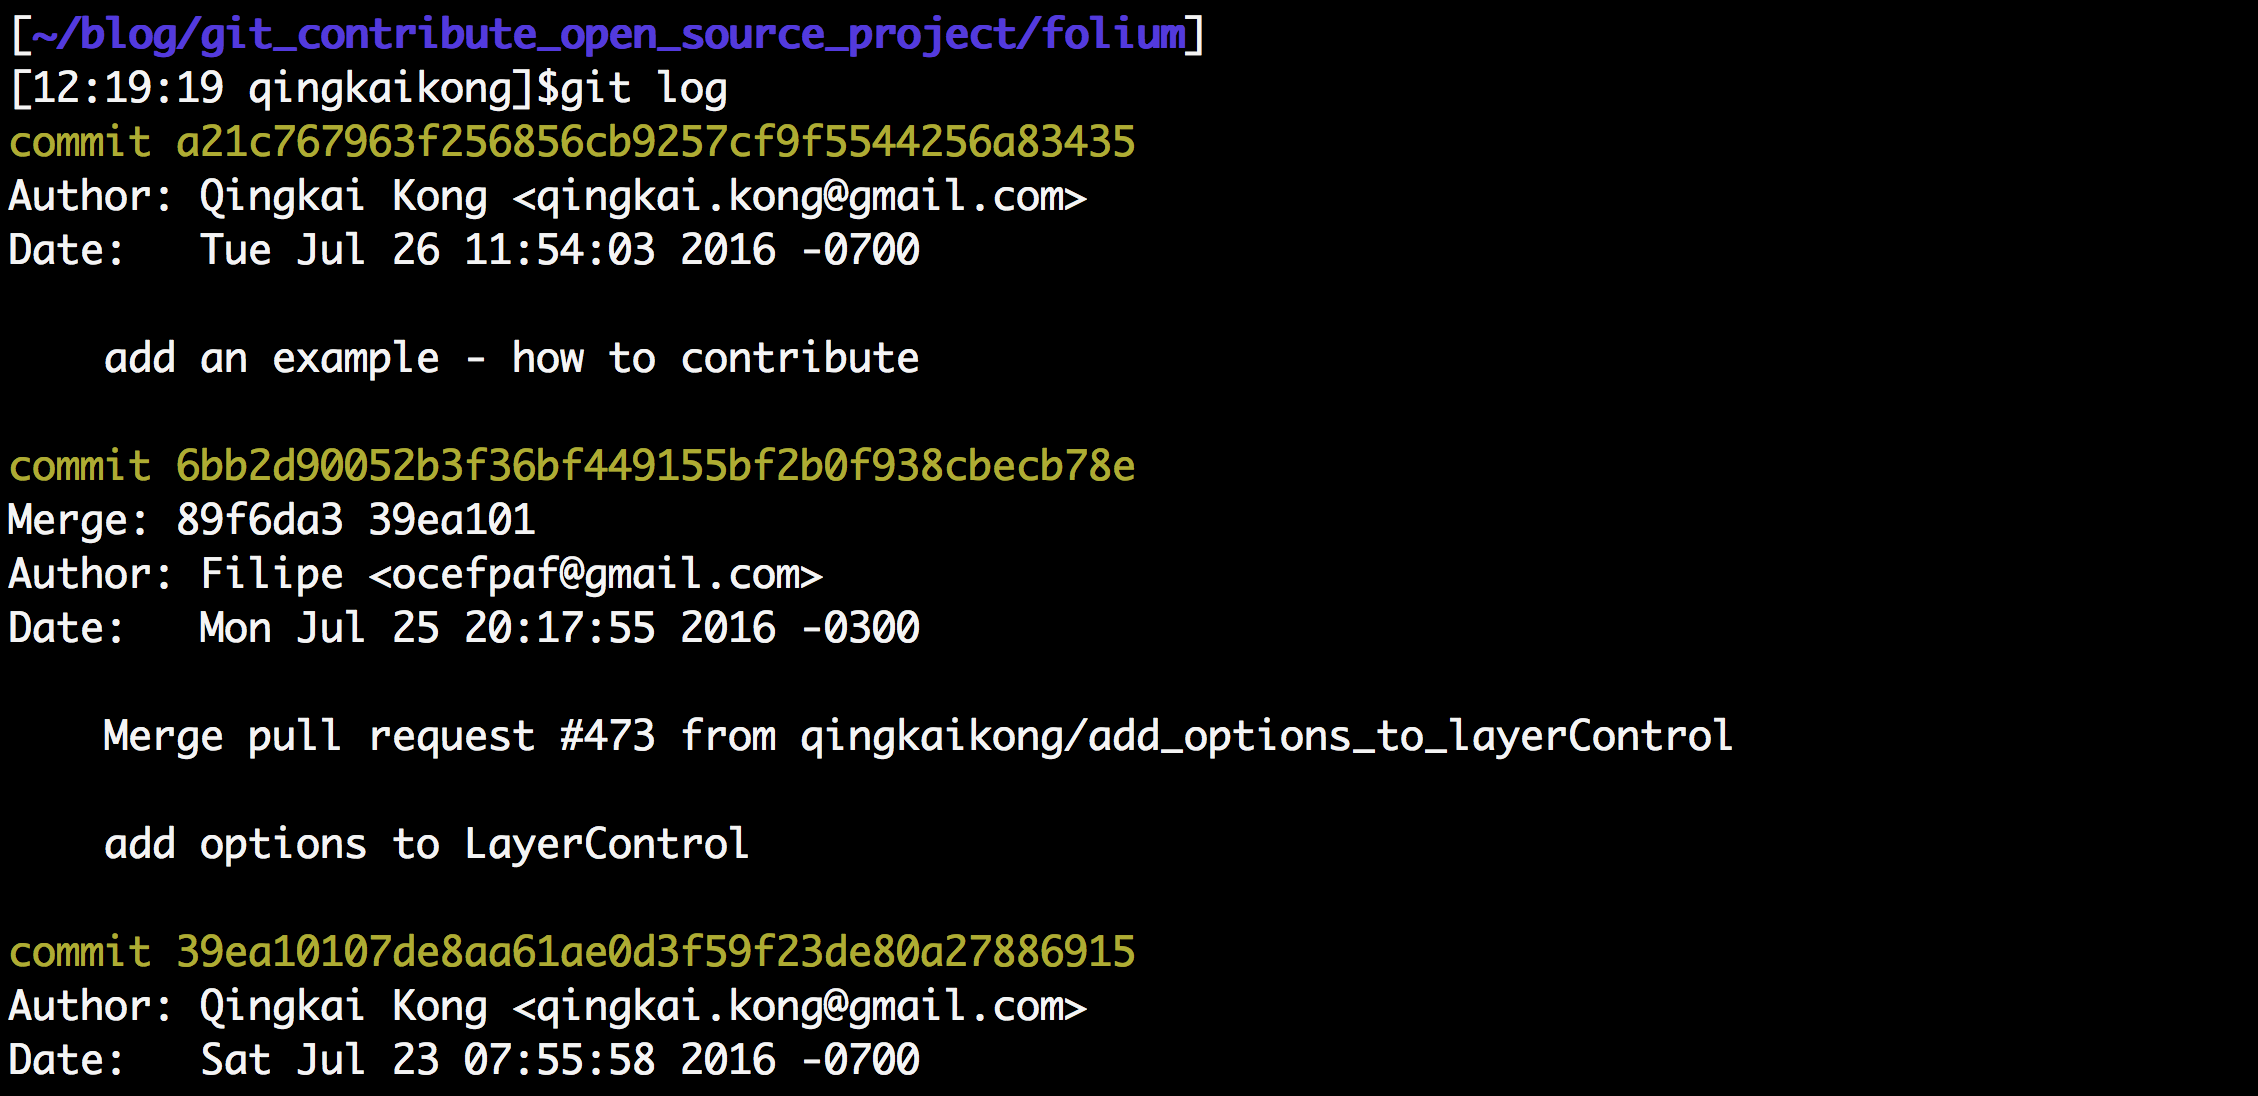 [~/blog/git_contribute_open_source_project/folium]
[12:19:19 qingkaikong]$git log
commit a21c767963f256856cb9257cf9f5544256a83435
Author: Qingkai Kong <qingkai.kong@gmail.com>
Date:   Tue Jul 26 11:54:03 2016 -0700
    add an example - how to contribute
commit 6bb2d90052b3f36bf449155bf2b0f938cbecb78e
Merge: 89f6da3 39ea101
Author: Filipe <ocefpaf@gmail.com>
Date:   Mon Jul 25 20:17:55 2016 -0300
    Merge pull request #473 from qingkaikong/add_options_to_layerControl
    add options to LayerControl
commit 39ea10107de8aa61ae0d3f59f23de80a27886915
Author: Qingkai Kong <qingkai.kong@gmail.com>
Date:   Sat Jul 23 07:55:58 2016 -0700